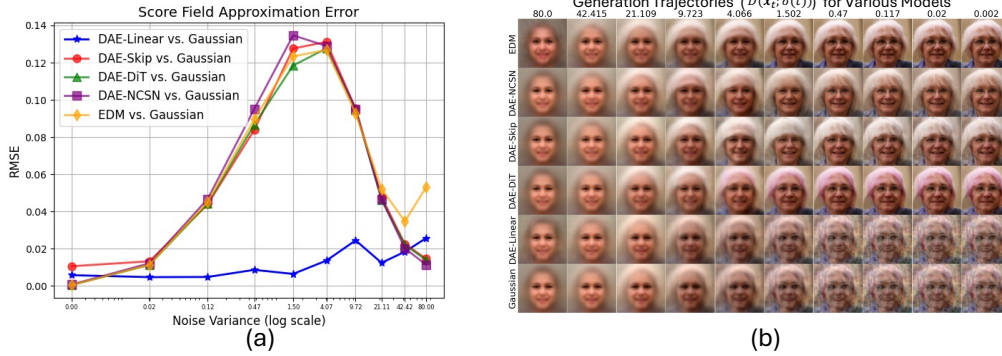 Score Field Approximation Error
DAE-Linear vs. Gaussian
DAE-Skip vs. Gaussian
DAE-DiT vs. Gaussian
DAE-NCSN vs. Gaussian
EDM vs. Gaussian
RMSE
0.14
0.12
0.10
0.08
0.06
0.04
0.02
0.00
0.00 0.02 0.12 0.47 1.50 4.07 9.72 21.11 42.42 80.00
Noise Variance (log scale)
(a)
Generation Trajectories (D(x_t; σ(t)) for Various Models
80.0 42.415 21.109 9.723 4.066 1.502 0.47 0.117 0.02 0.002
EDM
DAE-NCSN
DAE-Skip
DAE-DiT
DAE-Linear
Gaussian
(b)